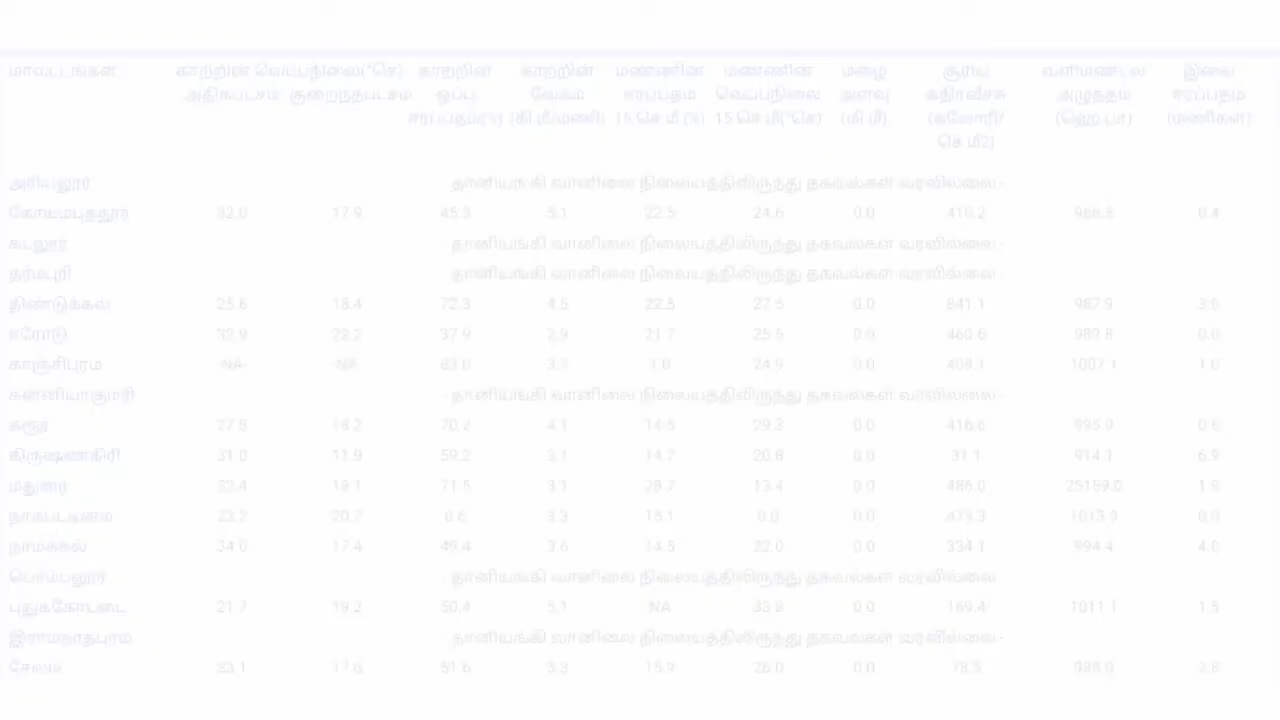 மாவட்டங்கள் காற்றின் வெப்பநிலை(°செ) காற்றின் காற்றின் மண்ணின் மண்ணின் மழை சூரிய வளிமண்டல இலை
அதிகபட்சம் குறைந்தபட்சம் ஒப்பு வேகம் ஈரப்பதம் வெப்பநிலை அளவு கதிர்வீச்சு அழுத்தம் ஈரப்பதம்
ஈரப்பதம்(%) (கி.மீ/மணி) 15 செ.மீ (%) 15 செ.மீ(°செ) (மி.மீ) (கலோரி/ (ஹெ.பா) (மணிகள்)
செ.மீ2)
அரியலூர் - தானியங்கி வானிலை நிலையத்திலிருந்து தகவல்கள் வரவில்லை -
கோயம்புத்தூர் 32.0 17.9 45.3 5.1 22.5 24.6 0.0 410.2 966.8 0.4
கடலூர் - தானியங்கி வானிலை நிலையத்திலிருந்து தகவல்கள் வரவில்லை -
தர்மபுரி - தானியங்கி வானிலை நிலையத்திலிருந்து தகவல்கள் வரவில்லை -
திண்டுக்கல் 25.6 18.4 72.3 4.5 22.5 27.5 0.0 841.1 987.9 3.8
ஈரோடு 32.9 22.2 37.9 2.9 21.7 25.5 0.0 460.6 982.8 0.0
காஞ்சிபுரம் NA NA 83.0 3.7 1.0 24.9 0.0 408.1 1007.1 1.0
கன்னியாகுமரி - தானியங்கி வானிலை நிலையத்திலிருந்து தகவல்கள் வரவில்லை -
கரூர் 27.8 18.2 70.2 4.1 14.5 29.3 0.0 416.6 995.9 0.6
கிருஷ்ணகிரி 31.0 11.9 59.2 3.1 14.7 20.8 0.0 31.1 914.1 6.9
மதுரை 33.4 19.1 71.5 3.1 28.7 13.4 0.0 486.0 25159.0 1.8
நாகப்பட்டினம் 23.2 20.7 0.6 3.3 15.1 0.0 0.0 473.3 1013.9 0.0
நாமக்கல் 34.0 17.4 49.4 3.6 14.5 22.0 0.0 334.1 994.4 4.0
பெரம்பலூர் - தானியங்கி வானிலை நிலையத்திலிருந்து தகவல்கள் வரவில்லை -
புதுக்கோட்டை 21.7 19.2 50.4 5.1 NA 33.8 0.0 169.4 1011.1 1.5
இராமநாதபுரம் - தானியங்கி வானிலை நிலையத்திலிருந்து தகவல்கள் வரவில்லை -
சேலம் 33.1 17.6 51.6 5.3 15.9 26.0 0.0 78.5 3.8